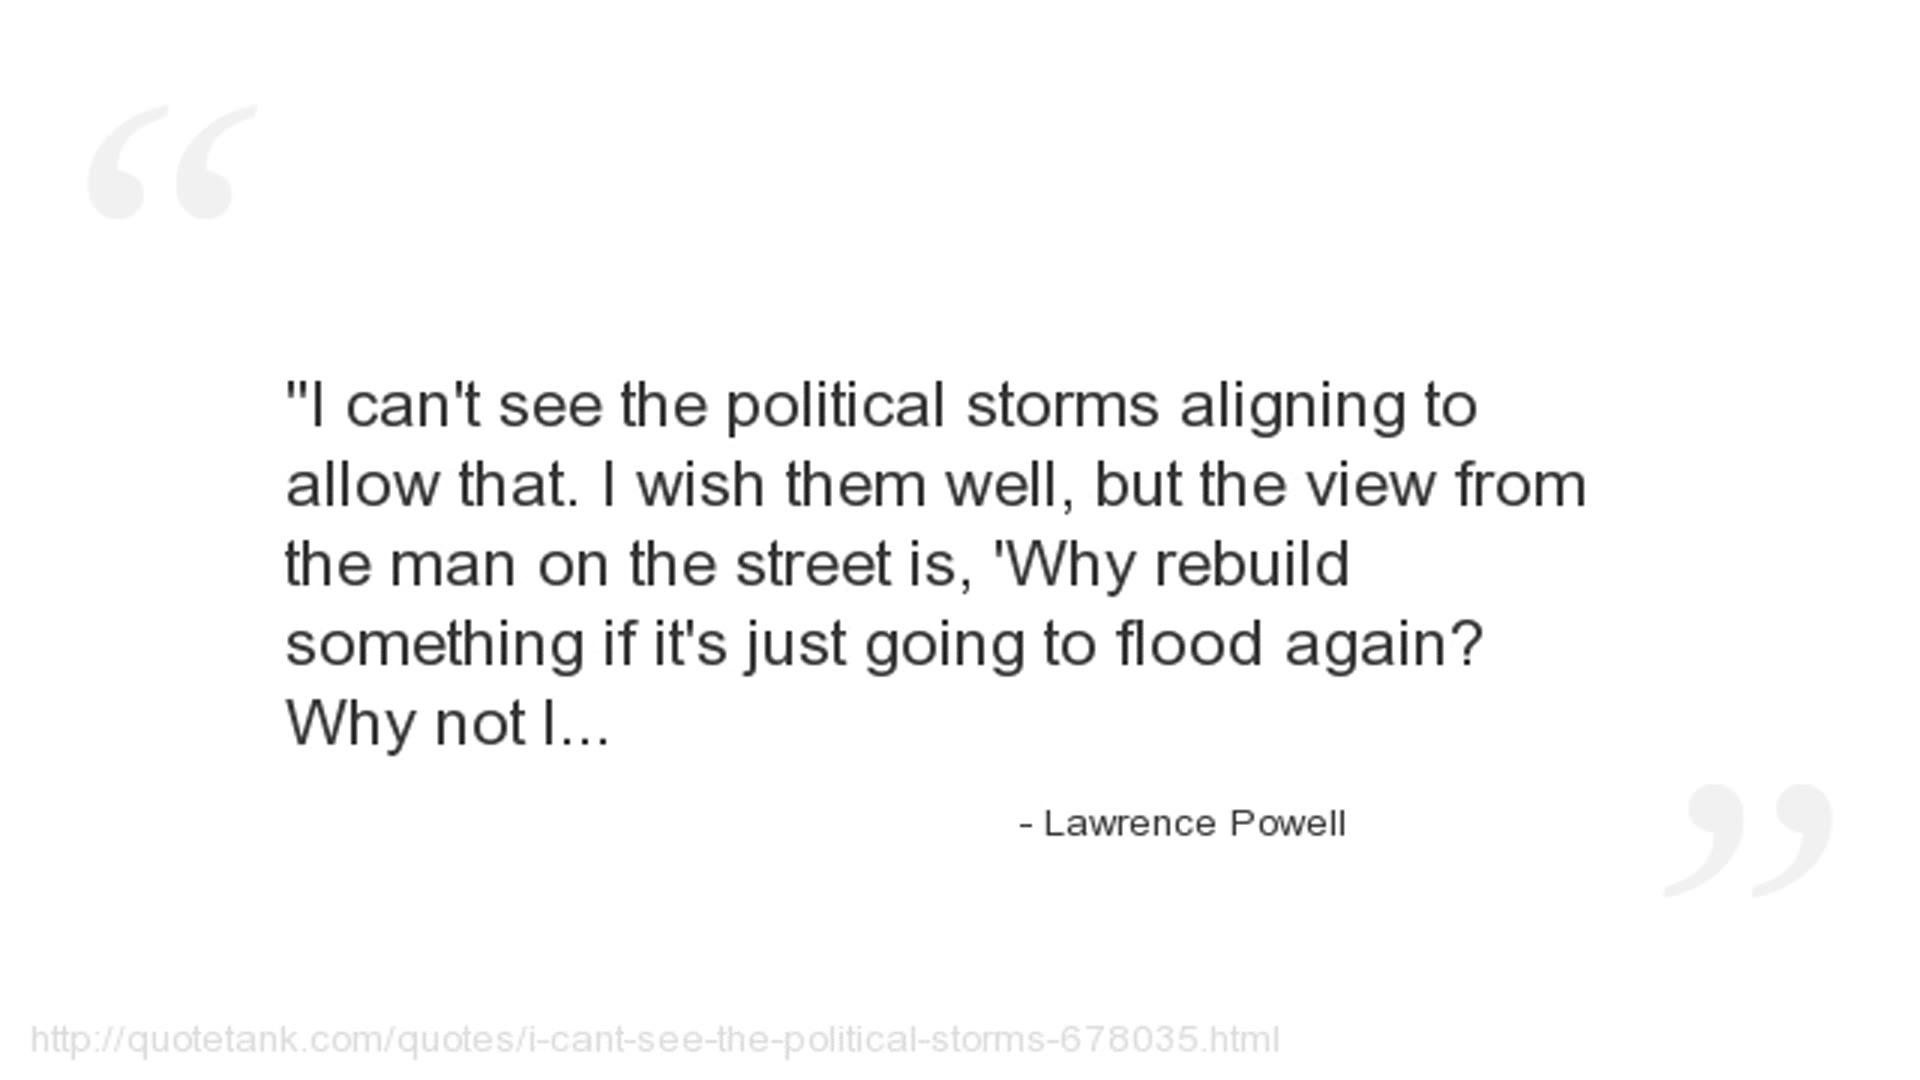 "I can't see the political storms aligning to
allow that. I wish them well, but the view from
the man on the street is, 'Why rebuild
something if it's just going to flood again?
Why not l...
- Lawrence Powell
http://quotetank.com/quotes/i-cant-see-the-political-storms-678035.html